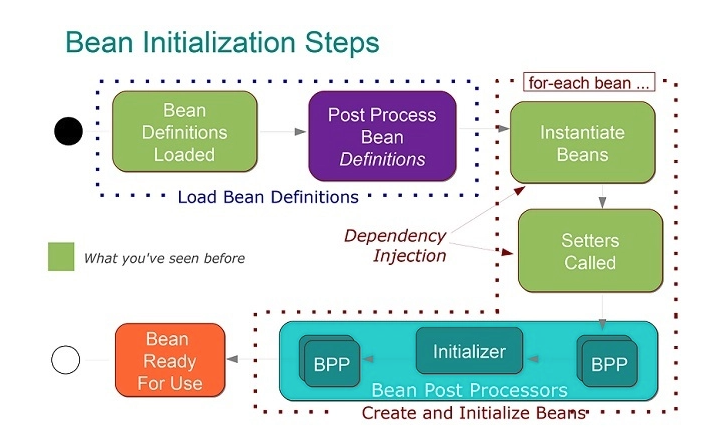 Bean Initialization Steps
for-each bean ...
Bean
Definitions
Loaded
Post Process
Bean
Definitions
Instantiate
Beans
Load Bean Definitions
Dependency
Injection
Setters
Called
What you've seen before
Bean
Ready
For Use
BPP
Initializer
BPP
Bean Post Processors
Create and Initialize Beans